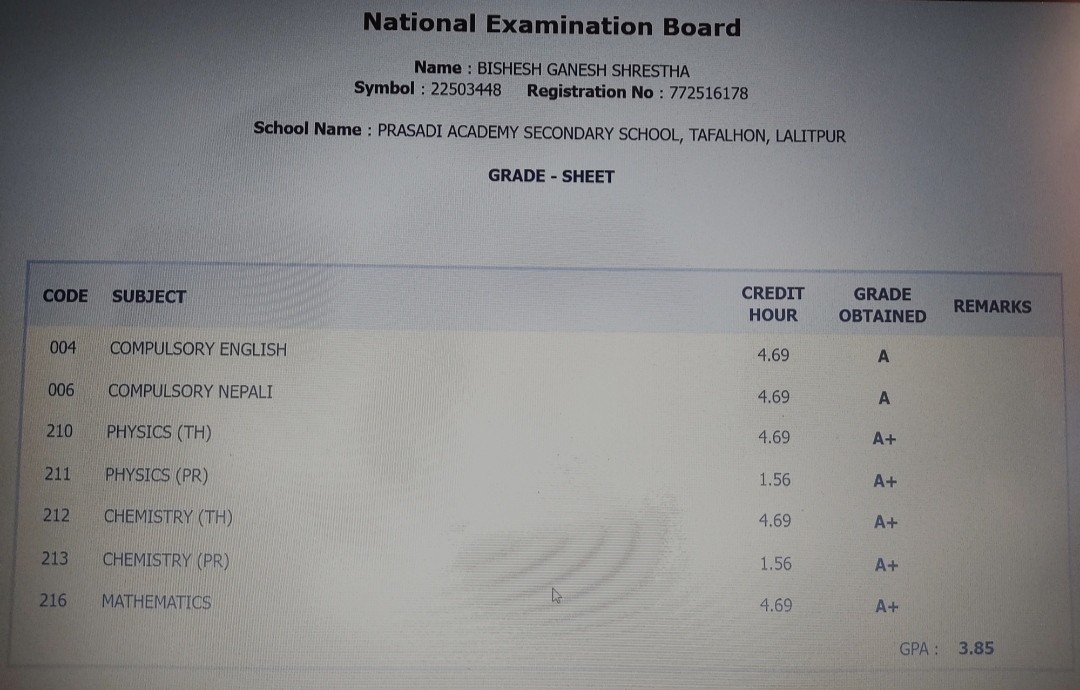 National Examination Board
Name : BISHESH GANESH SHRESTHA
Symbol : 22503448 Registration No : 772516178
School Name : PRASADI ACADEMY SECONDARY SCHOOL, TAFALHON, LALITPUR
GRADE - SHEET
CODE SUBJECT CREDIT HOUR GRADE OBTAINED REMARKS
004 COMPULSORY ENGLISH 4.69 A
006 COMPULSORY NEPALI 4.69 A
210 PHYSICS (TH) 4.69 A+
211 PHYSICS (PR) 1.56 A+
212 CHEMISTRY (TH) 4.69 A+
213 CHEMISTRY (PR) 1.56 A+
216 MATHEMATICS 4.69 A+
GPA : 3.85